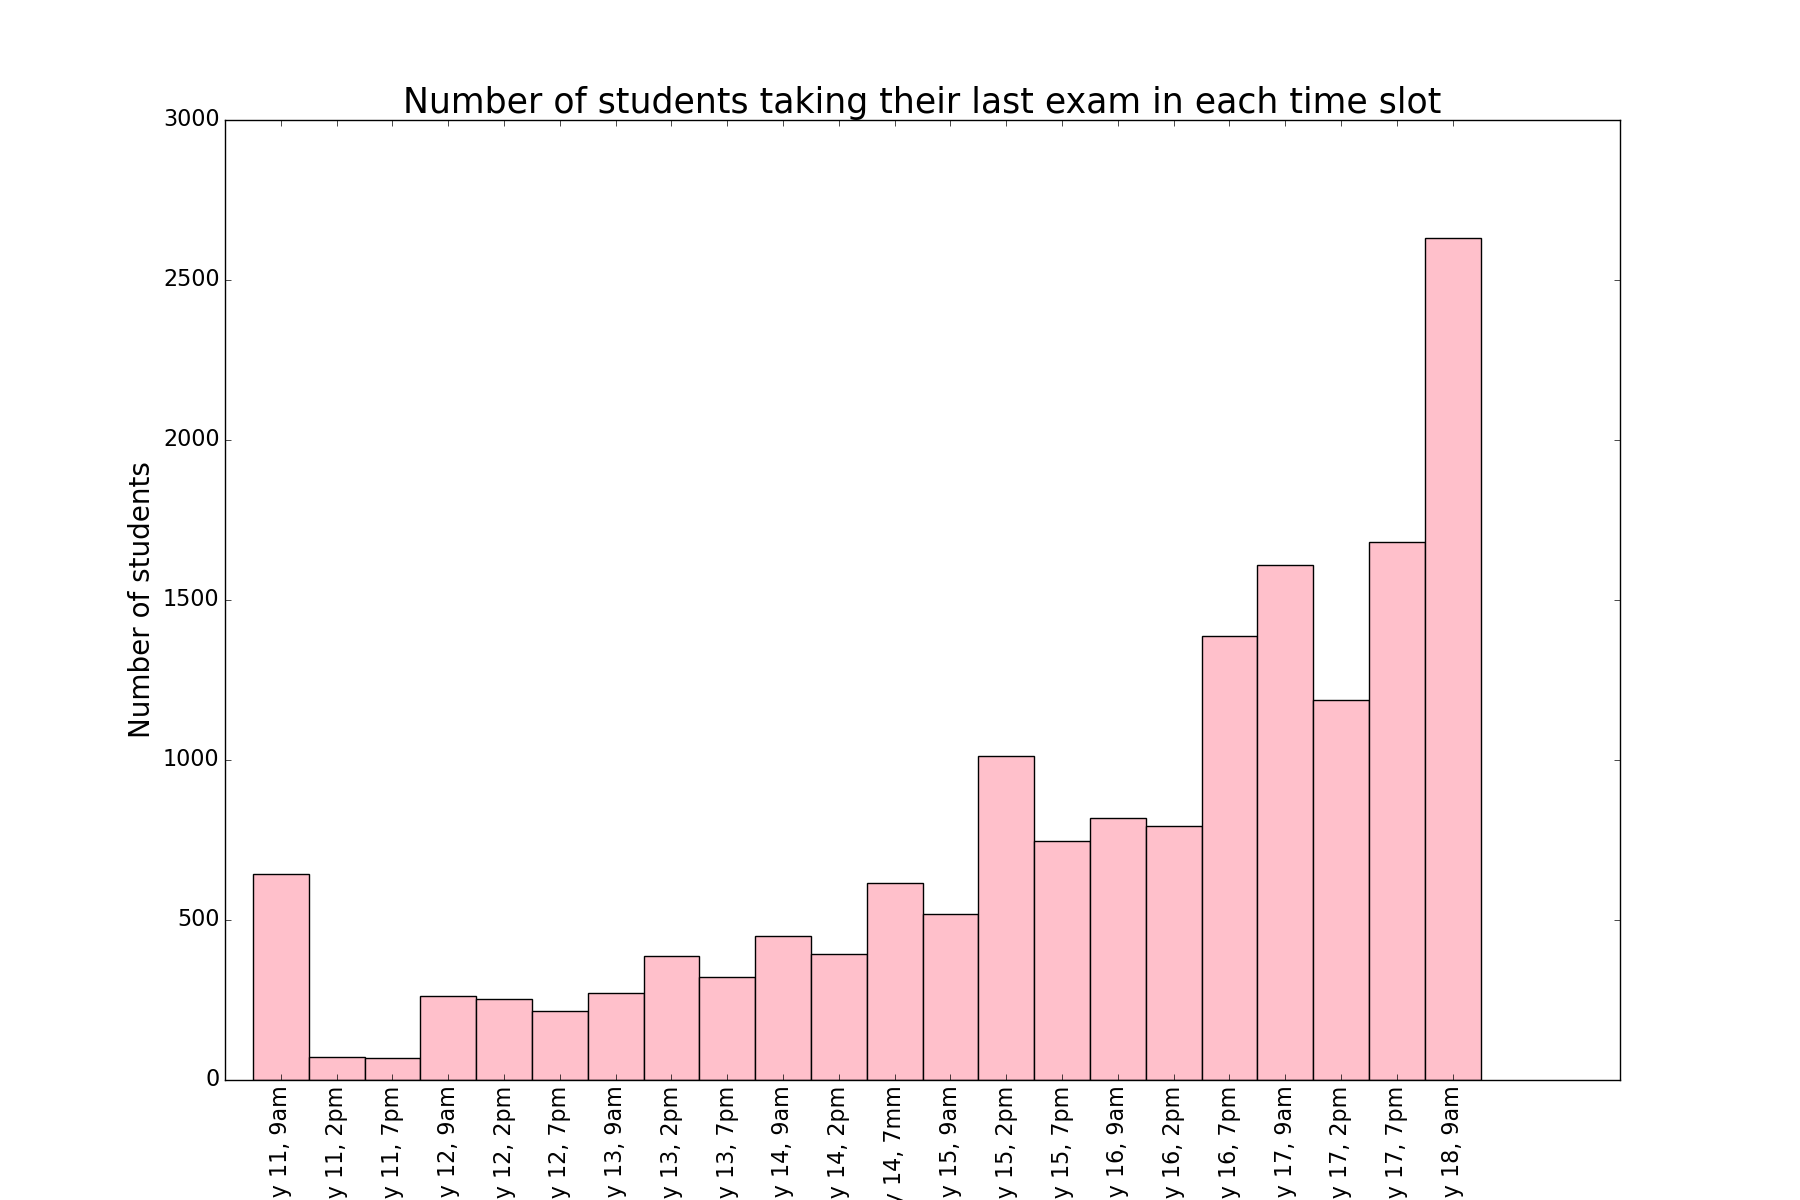 Number of students taking their last exam in each time slot
3000
2500
2000
1500
1000
500
0
Number of students
y 11, 9am
y 11, 2pm
y 11, 7pm
y 12, 9am
y 12, 2pm
y 12, 7pm
y 13, 9am
y 13, 2pm
y 13, 7pm
y 14, 9am
y 14, 2pm
y 14, 7mm
y 15, 9am
y 15, 2pm
y 15, 7pm
y 16, 9am
y 16, 2pm
y 16, 7pm
y 17, 9am
y 17, 2pm
y 17, 7pm
y 18, 9am